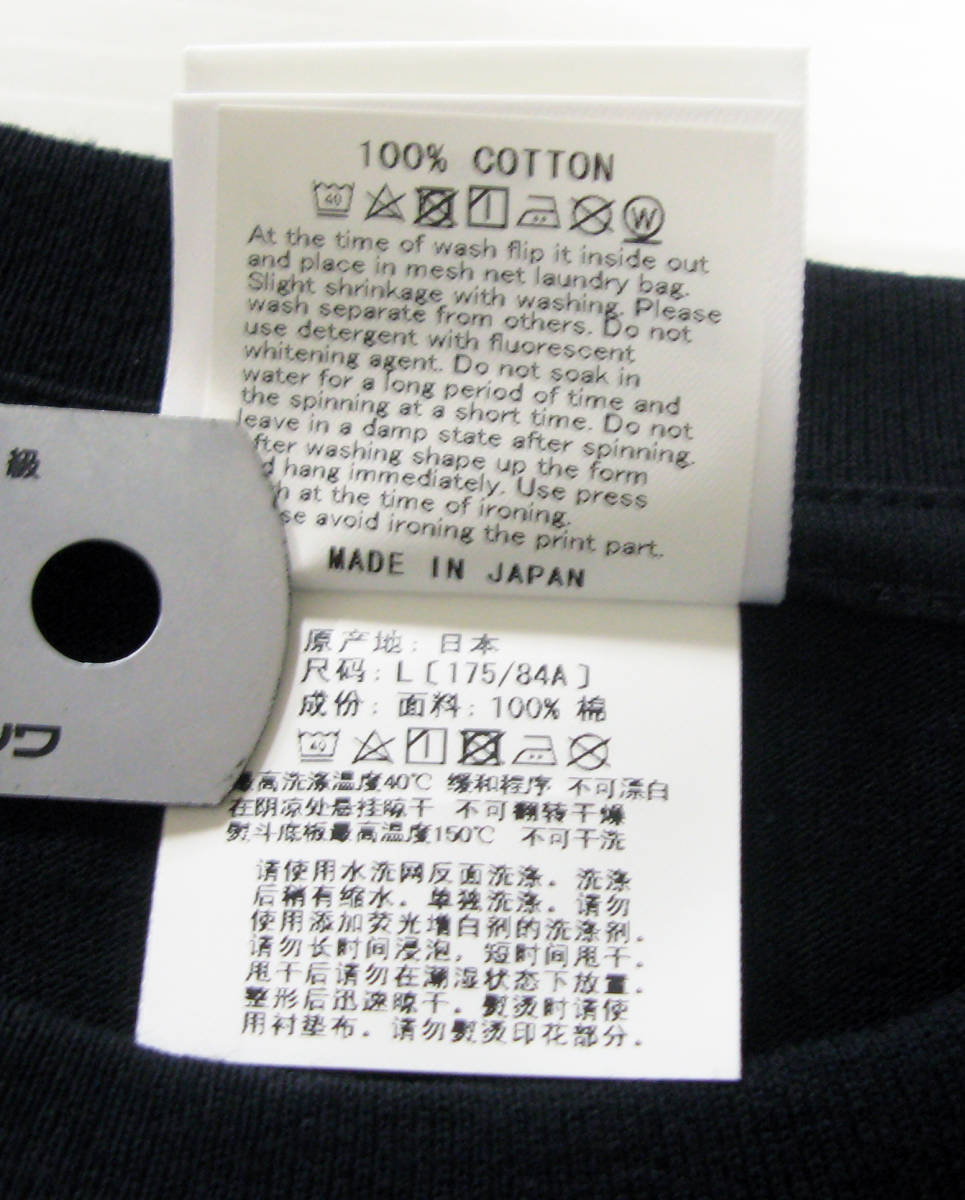 100% COTTON
40
W
At the time of wash flip it inside out
and place in mesh net laundry bag.
Slight shrinkage with washing. Please
wash separate from others. Do not
use detergent with fluorescent
whitening agent. Do not soak in
water for a long period of time and
the spinning at a short time. Do not
leave in a damp state after spinning.
fter washing shape up the form
d hang immediately. Use press
h at the time of ironing.
se avoid ironing the print part.
MADE IN JAPAN
級
ワ
原产地: 日本
尺码: L〔175/84A〕
成份: 面料: 100% 棉
40
最高洗涤温度40℃ 缓和程序 不可漂白
在阴凉处悬挂晾干 不可翻转干燥
熨斗底板最高温度150℃ 不可干洗
请使用水洗网反面洗涤. 洗涤
后稍有缩水. 单独洗涤. 请勿
使用添加荧光增白剂的洗涤剂.
请勿长时间浸泡, 短时间甩干.
甩干后请勿在潮湿状态下放置.
整形后迅速晾干. 熨烫时请使
用衬垫布. 请勿熨烫印花部分.